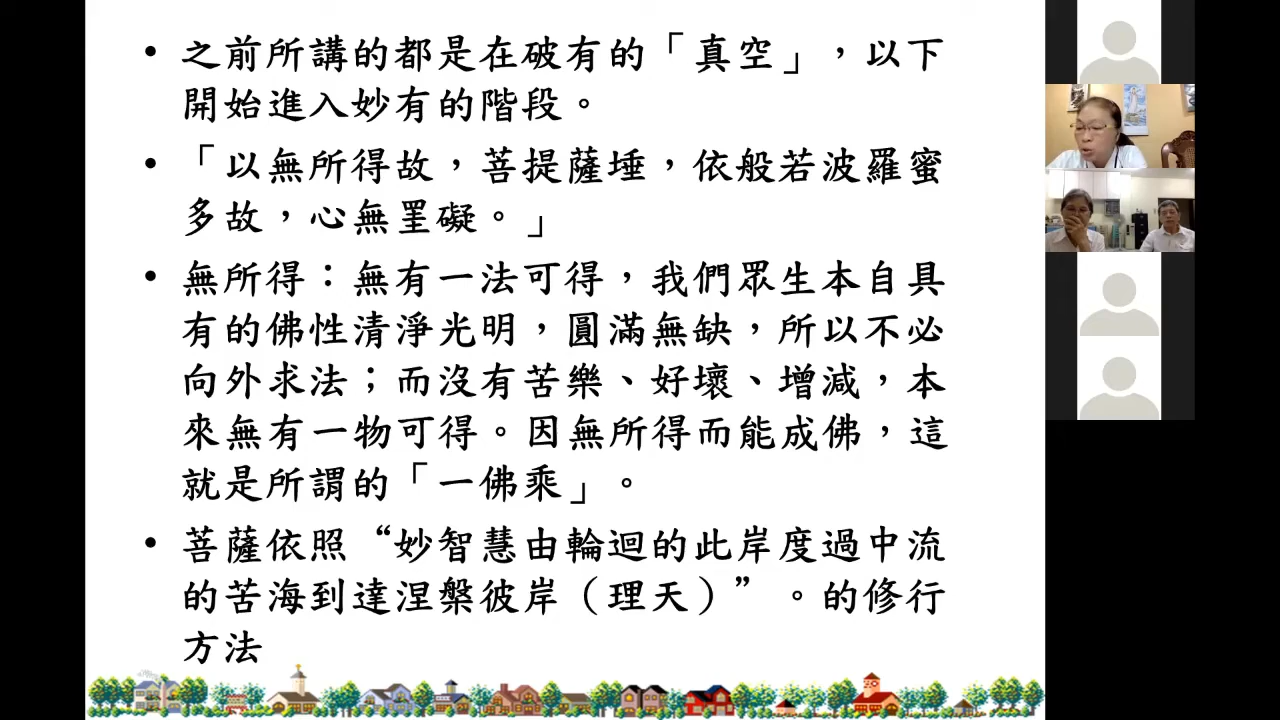 • 之前所講的都是在破有的「真空」，以下
開始進入妙有的階段。
• 「以無所得故，菩提薩埵，依般若波羅蜜
多故，心無罣礙。」
• 無所得：無有一法可得，我們眾生本自具
有的佛性清淨光明，圓滿無缺，所以不必
向外求法；而沒有苦樂、好壞、增減，本
來無有一物可得。因無所得而能成佛，這
就是所謂的「一佛乘」。
• 菩薩依照“妙智慧由輪迴的此岸度過中流
的苦海到達涅槃彼岸（理天）”。的修行
方法